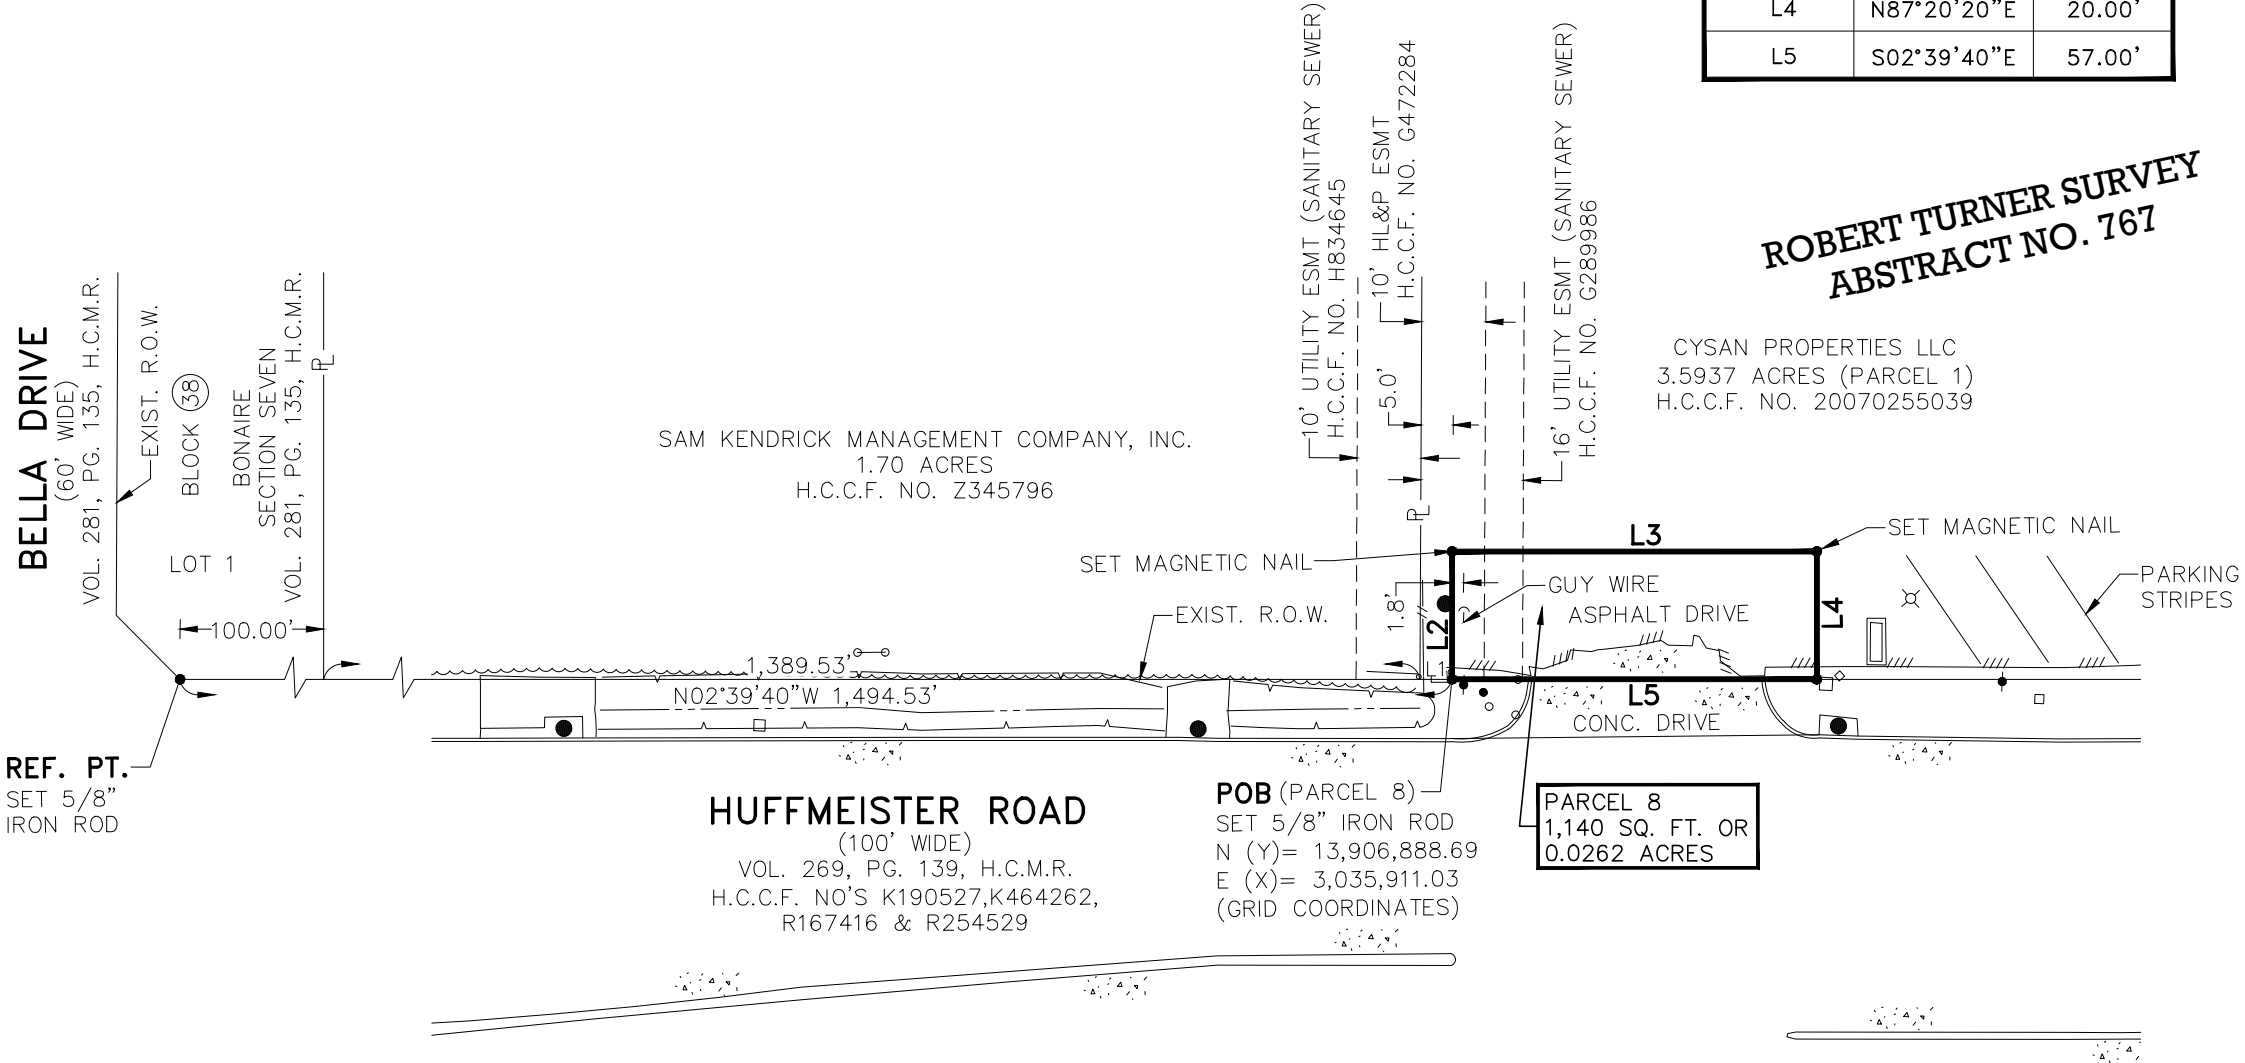 L4 N87°20'20"E 20.00'
L5 S02°39'40"E 57.00'
ROBERT TURNER SURVEY
ABSTRACT NO. 767
CYSAN PROPERTIES LLC
3.5937 ACRES (PARCEL 1)
H.C.C.F. NO. 20070255039
10' UTILITY ESMT (SANITARY SEWER)
H.C.C.F. NO. H834645
10' HL&P ESMT
H.C.C.F. NO. G472284
16' UTILITY ESMT (SANITARY SEWER)
H.C.C.F. NO. G289986
5.0'
BELLA DRIVE
(60' WIDE)
VOL. 281, PG. 135, H.C.M.R.
EXIST. R.O.W.
BLOCK 38
BONAIRE
SECTION SEVEN
VOL. 281, PG. 135, H.C.M.R.
PL
LOT 1
100.00'
SAM KENDRICK MANAGEMENT COMPANY, INC.
1.70 ACRES
H.C.C.F. NO. Z345796
PL
SET MAGNETIC NAIL
L3
SET MAGNETIC NAIL
1.8'
GUY WIRE
ASPHALT DRIVE
L2
L4
PARKING
STRIPES
EXIST. R.O.W.
1,389.53'
N02°39'40"W 1,494.53'
L1
L5
CONC. DRIVE
REF. PT.
SET 5/8"
IRON ROD
HUFFMEISTER ROAD
(100' WIDE)
VOL. 269, PG. 139, H.C.M.R.
H.C.C.F. NO'S K190527,K464262,
R167416 & R254529
POB (PARCEL 8)
SET 5/8" IRON ROD
N (Y)= 13,906,888.69
E (X)= 3,035,911.03
(GRID COORDINATES)
PARCEL 8
1,140 SQ. FT. OR
0.0262 ACRES